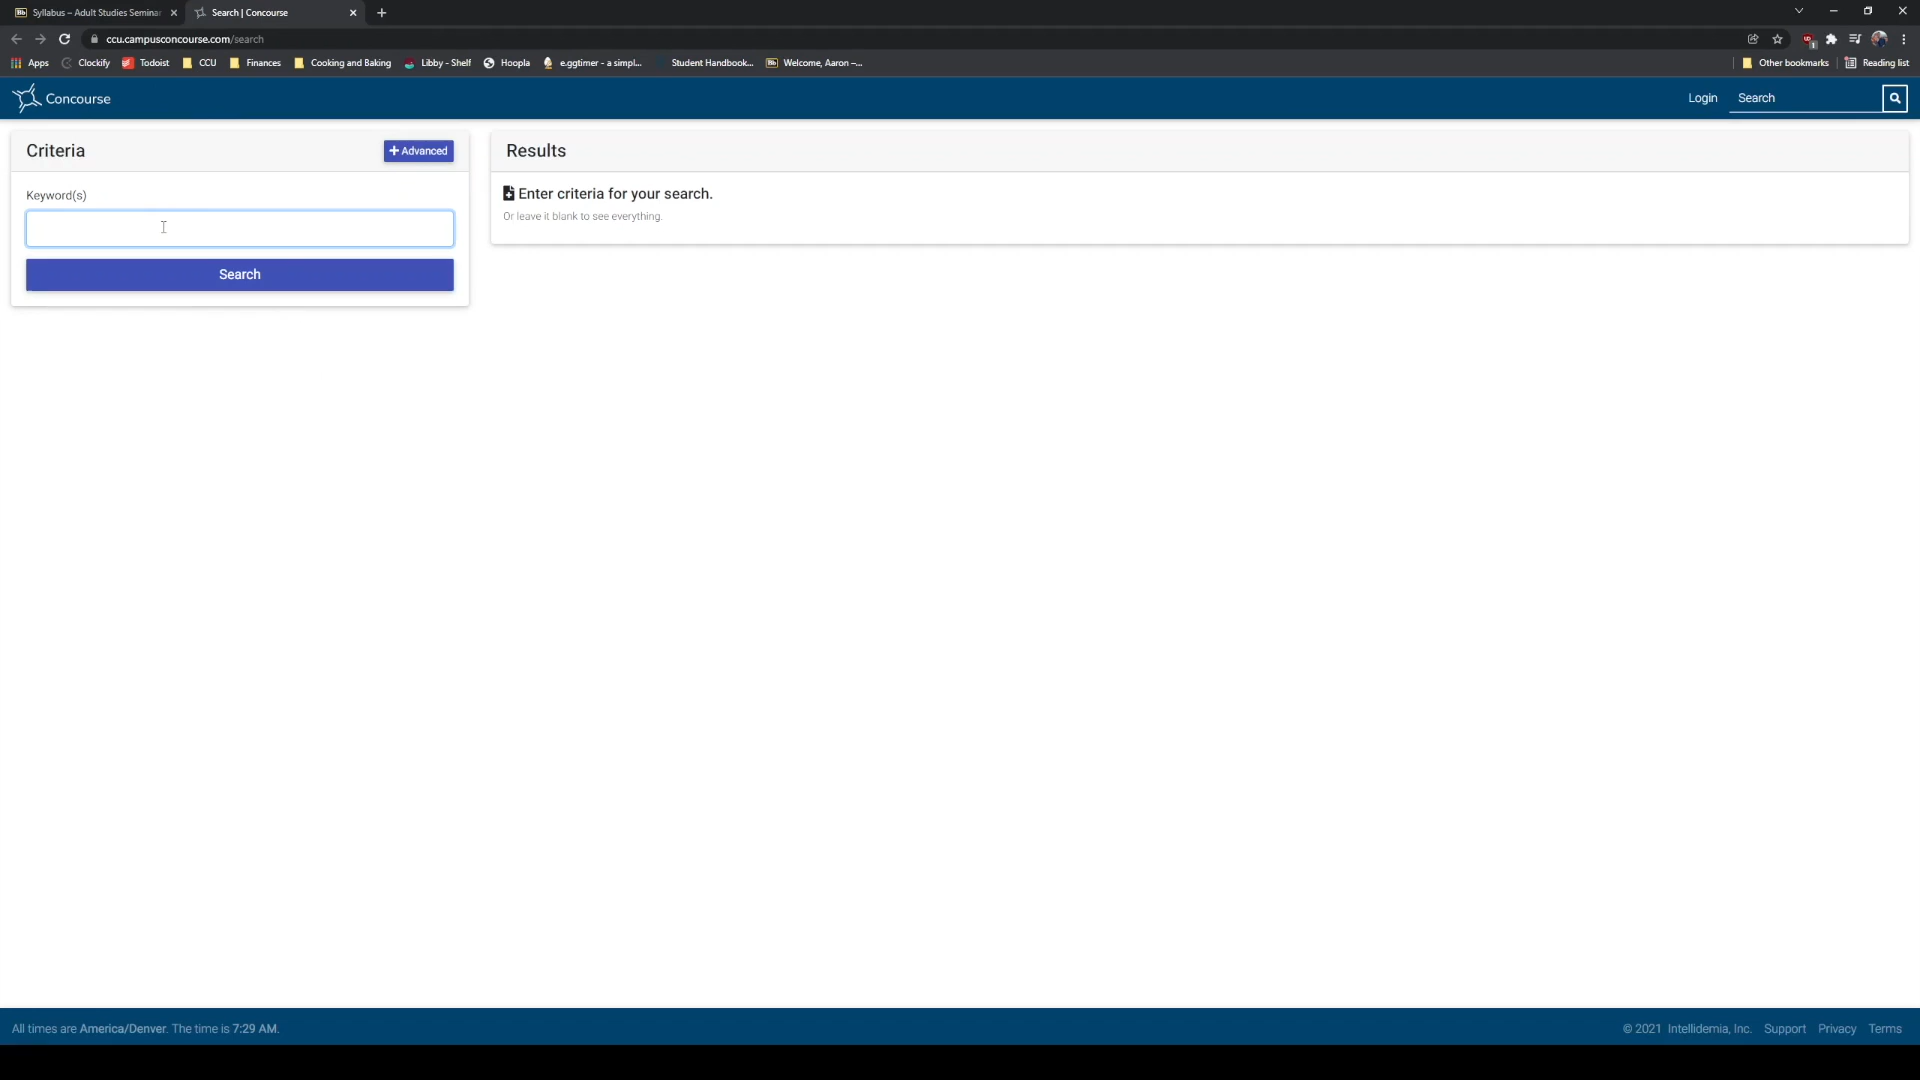 Syllabus – Adult Studies Seminar
Search | Concourse
ccu.campusconcourse.com/search
Apps
Clockify
Todoist
CCU
Finances
Cooking and Baking
Libby - Shelf
Hoopla
e.ggtimer - a simpl...
Student Handbook...
Bb
Welcome, Aaron –...
Other bookmarks
Reading list
Concourse
Login
Search
Criteria
+ Advanced
Keyword(s)
Search
Results
Enter criteria for your search.
Or leave it blank to see everything.
All times are America/Denver. The time is 7:29 AM.
© 2021 Intellidemia, Inc. Support Privacy Terms